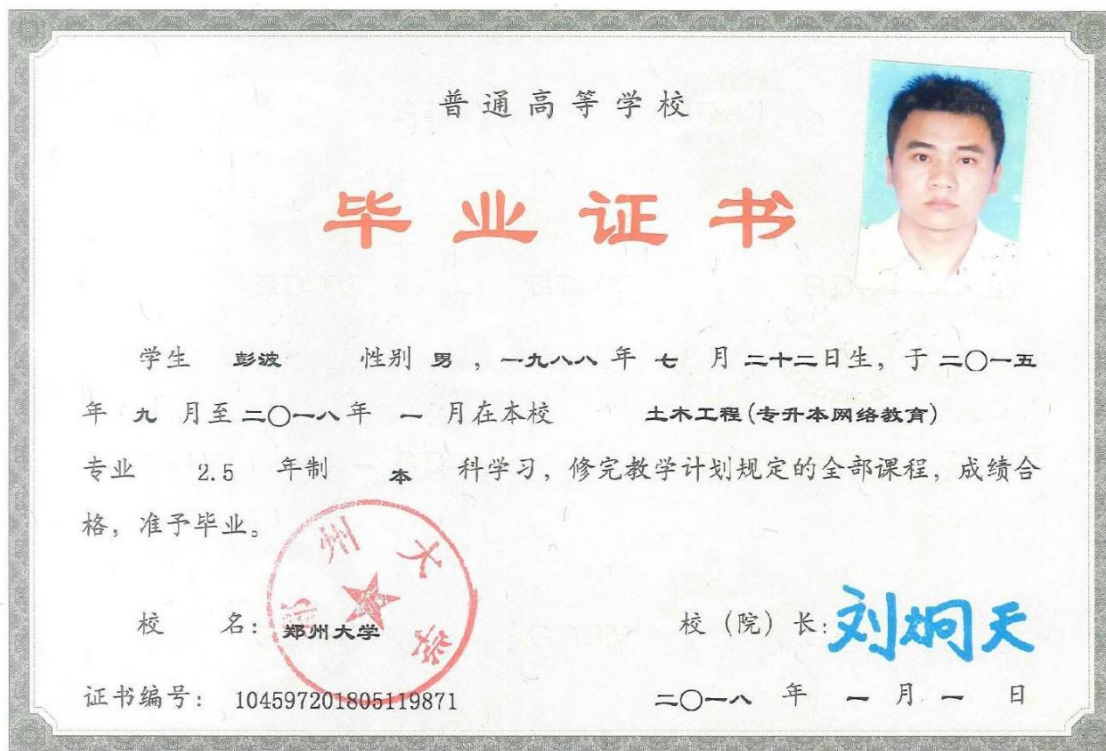 普通高等学校
毕业证书
学生 彭波 性别 男 ，一九八八 年 七 月 二十二日生，于 二〇一五
年 九 月至 二〇一八年 一 月在本校 土木工程(专升本网络教育)
专业 2.5 年制 本 科学习，修完教学计划规定的全部课程，成绩合
格，准予毕业。
郑州大学
校 名：郑州大学 校（院）长：刘炯天
证书编号： 104597201805119871 二〇一八 年 一 月 一 日